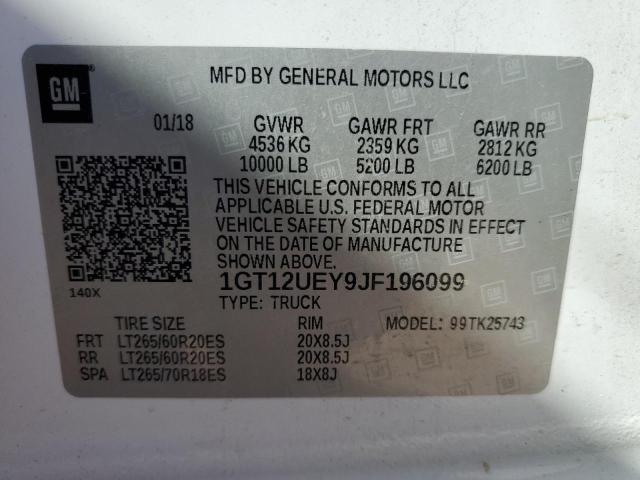 GM
MFD BY GENERAL MOTORS LLC
01/18 GVWR GAWR FRT GAWR RR
4536 KG 2359 KG 2812 KG
10000 LB 5200 LB 6200 LB
THIS VEHICLE CONFORMS TO ALL
APPLICABLE U.S. FEDERAL MOTOR
VEHICLE SAFETY STANDARDS IN EFFECT
ON THE DATE OF MANUFACTURE
SHOWN ABOVE.
140X
1GT12UEY9JF196099
TYPE: TRUCK
TIRE SIZE RIM MODEL: 99TK25743
FRT LT265/60R20ES 20X8.5J
RR LT265/60R20ES 20X8.5J
SPA LT265/70R18ES 18X8J